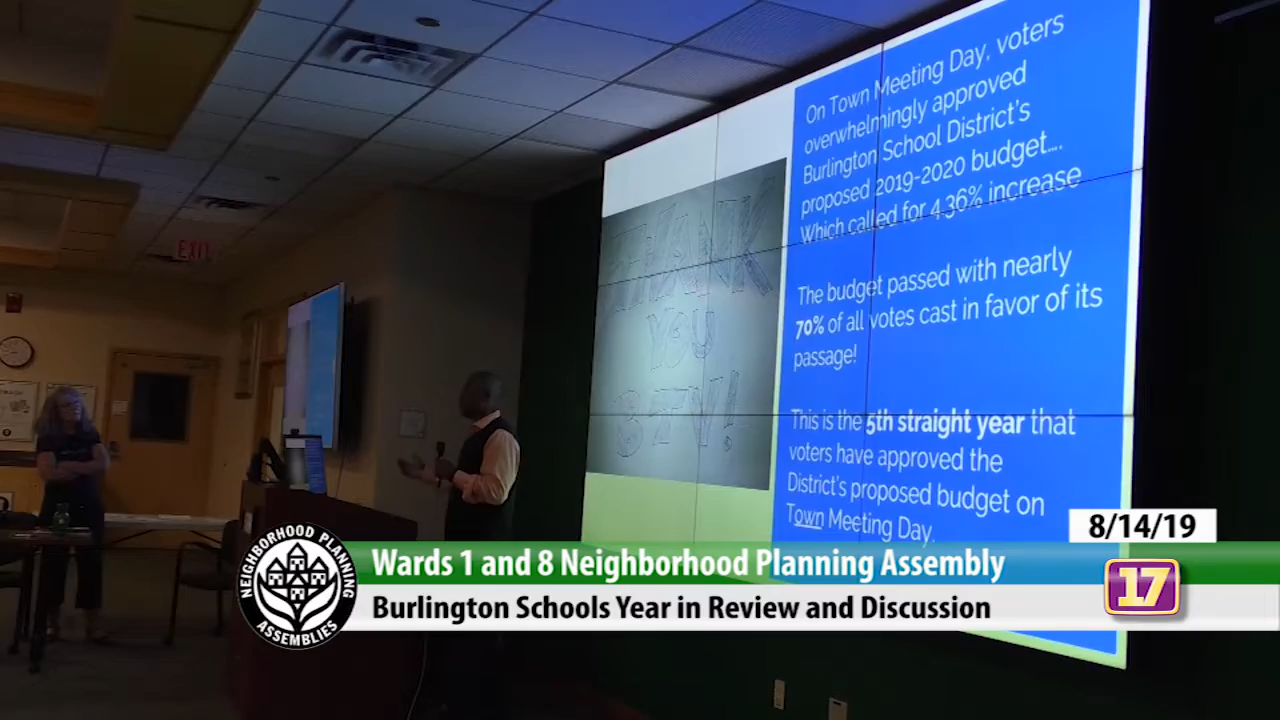 On Town Meeting Day, voters
overwhelmingly approved
Burlington School District's
proposed 2019-2020 budget....
Which called for 4.36% increase
The budget passed with nearly
70% of all votes cast in favor of its
passage!
This is the 5th straight year that
voters have approved the
District's proposed budget on
Town Meeting Day.
THANK
YOU
BTV!
EXIT
8/14/19
NEIGHBORHOOD PLANNING
ASSEMBLIES
Wards 1 and 8 Neighborhood Planning Assembly
Burlington Schools Year in Review and Discussion
17